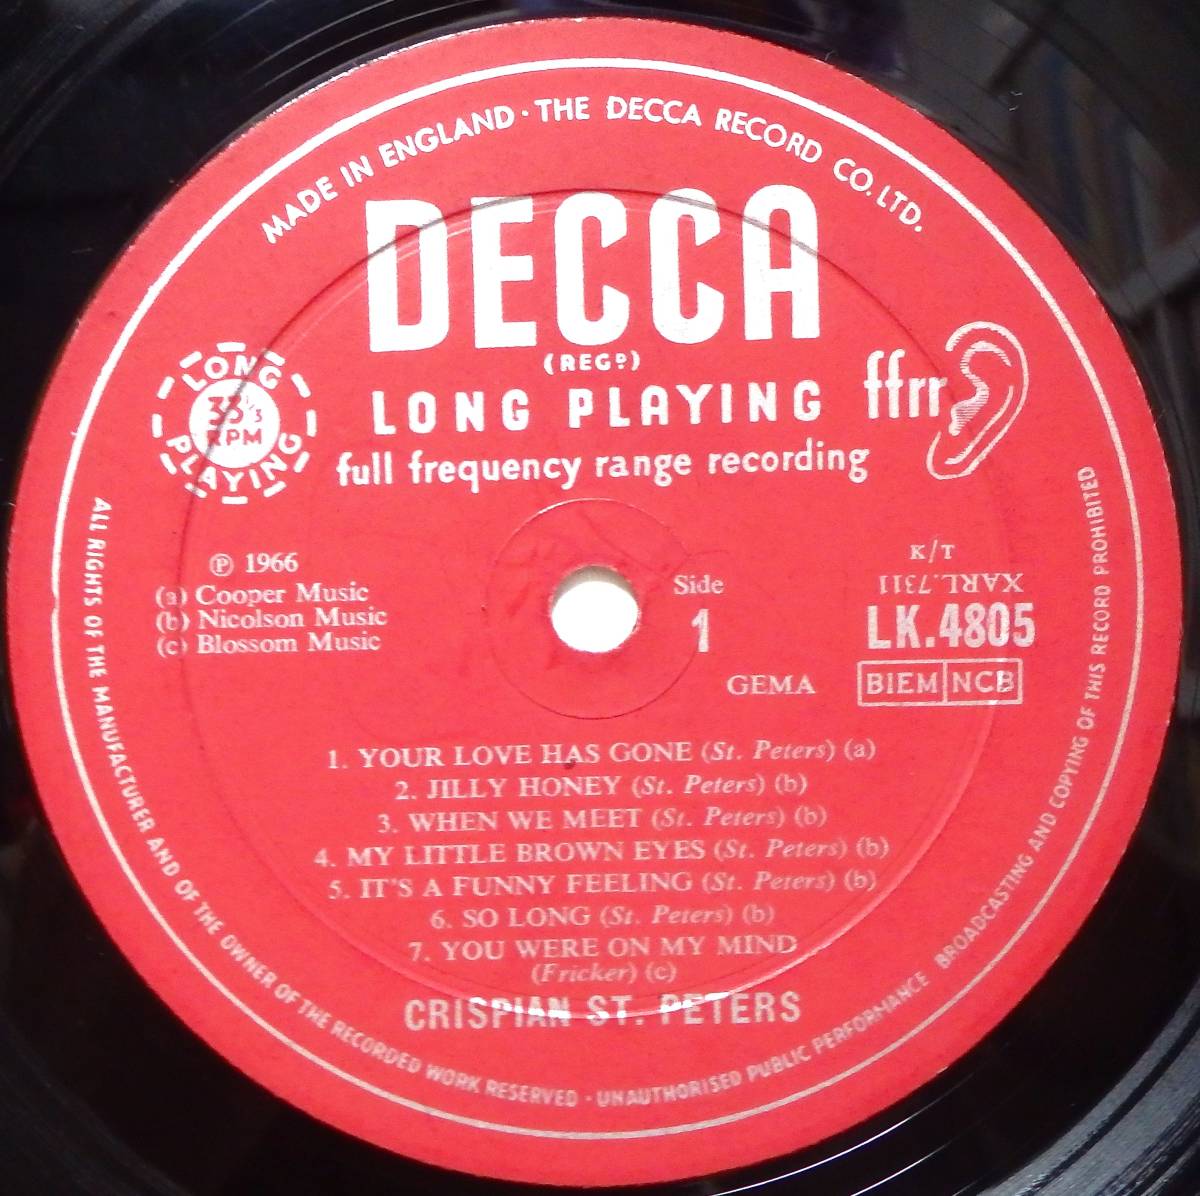 MADE IN ENGLAND · THE DECCA RECORD CO. LTD.
DECCA
(REGD)
LONG PLAYING
full frequency range recording
ffrr
LONG
33 1/3
RPM
PLAYING
℗ 1966
(a) Cooper Music
(b) Nicolson Music
(c) Blossom Music
Side
1
GEMA
K/T
XARL.7311
LK.4805
BIEM NCB
1. YOUR LOVE HAS GONE (St. Peters) (a)
2. JILLY HONEY (St. Peters) (b)
3. WHEN WE MEET (St. Peters) (b)
4. MY LITTLE BROWN EYES (St. Peters) (b)
5. IT'S A FUNNY FEELING (St. Peters) (b)
6. SO LONG (St. Peters) (b)
7. YOU WERE ON MY MIND
(Fricker) (c)
CRISPIAN ST. PETERS
ALL RIGHTS OF THE MANUFACTURER AND OF THE OWNER OF THE RECORDED WORK RESERVED · UNAUTHORISED PUBLIC PERFORMANCE BROADCASTING AND COPYING OF THIS RECORD PROHIBITED